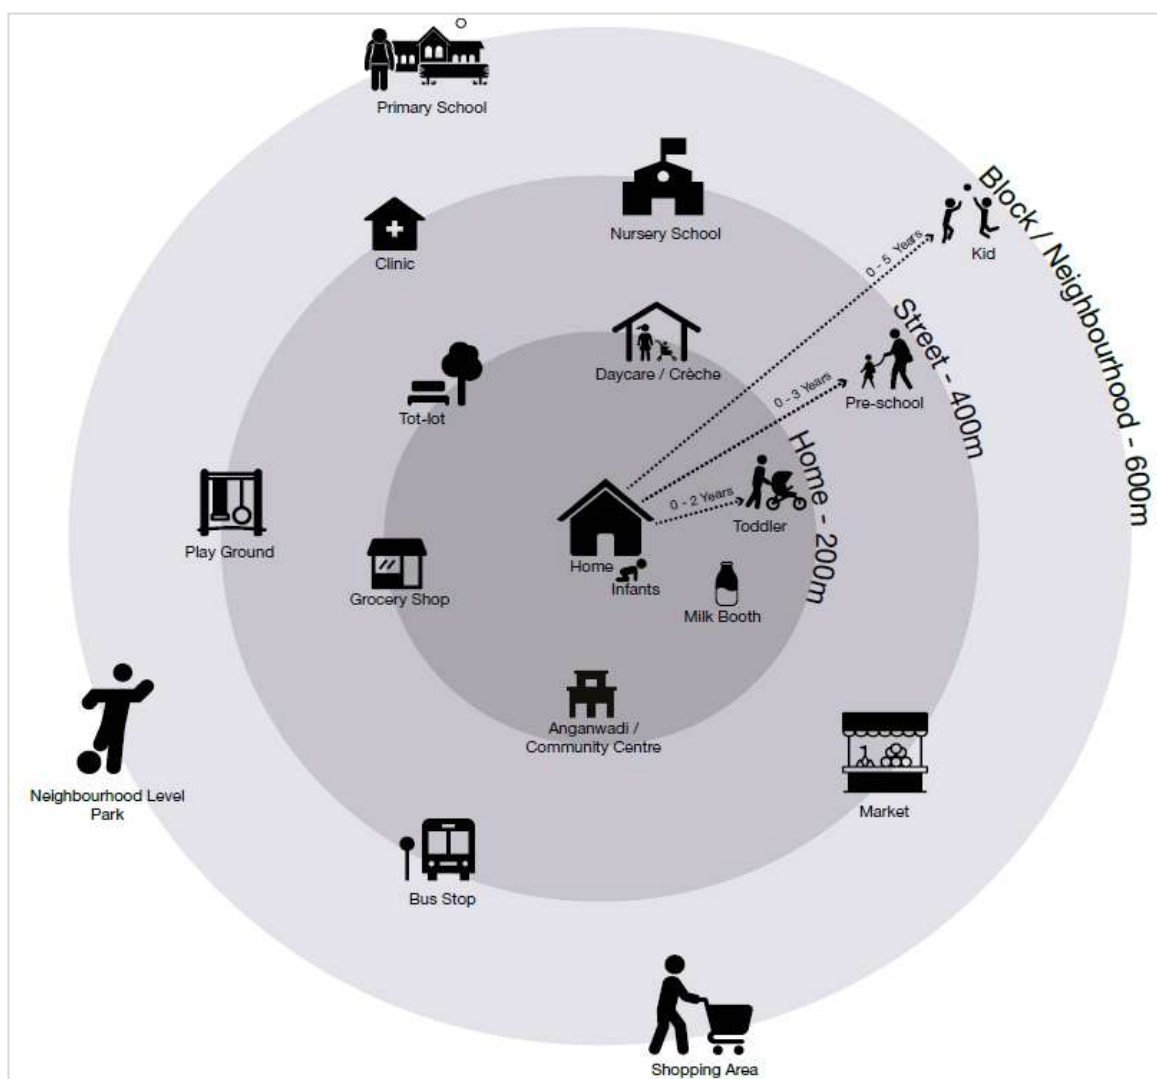 Primary School
Nursery School
Clinic
Block / Neighbourhood - 600m
Kid
0 - 5 Years
Street - 400m
Daycare / Crèche
0 - 3 Years
Pre-school
Tot-lot
Home - 200m
0 - 2 Years
Toddler
Play Ground
Home
Infants
Grocery Shop
Milk Booth
Anganwadi /
Community Centre
Neighbourhood Level
Park
Market
Bus Stop
Shopping Area